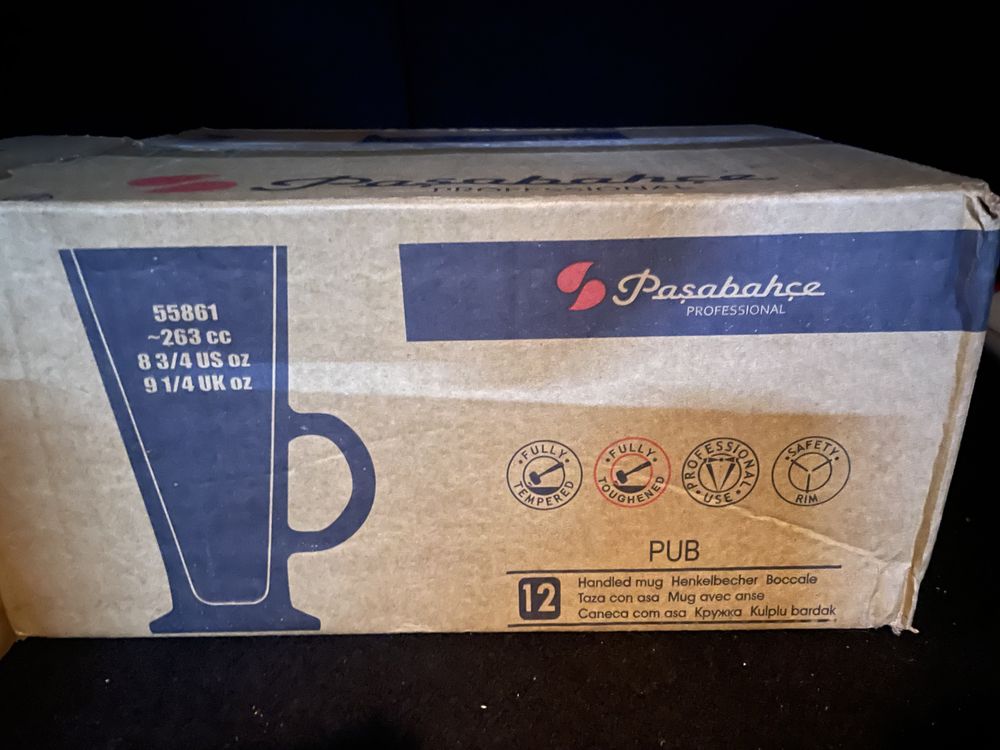 Paşabahçe
PROFESSIONAL
Paşabahçe
PROFESSIONAL
55861
~263 cc
8 3/4 US oz
9 1/4 UK oz
FULLY TEMPERED
FULLY TOUGHENED
PROFESSIONAL USE
SAFETY RIM
PUB
12
Handled mug Henkelbecher Boccale
Taza con asa Mug avec anse
Caneca com asa Кружка Kulplu bardak